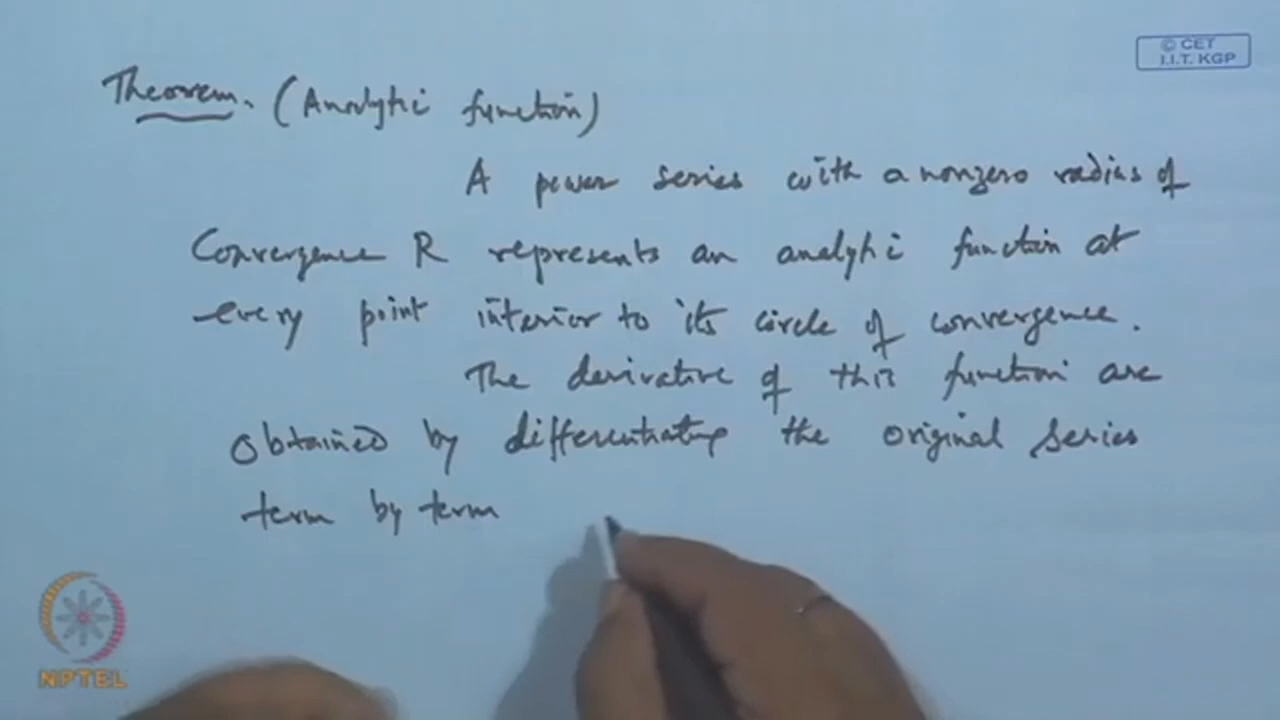 © CET
I.I.T. KGP
Theorem. (Analytic function)
A power series with a nonzero radius of
Convergence R represents an analytic function at
every point interior to its circle of convergence.
The derivative of this function are
obtained by differentiating the original series
term by term
NPTEL